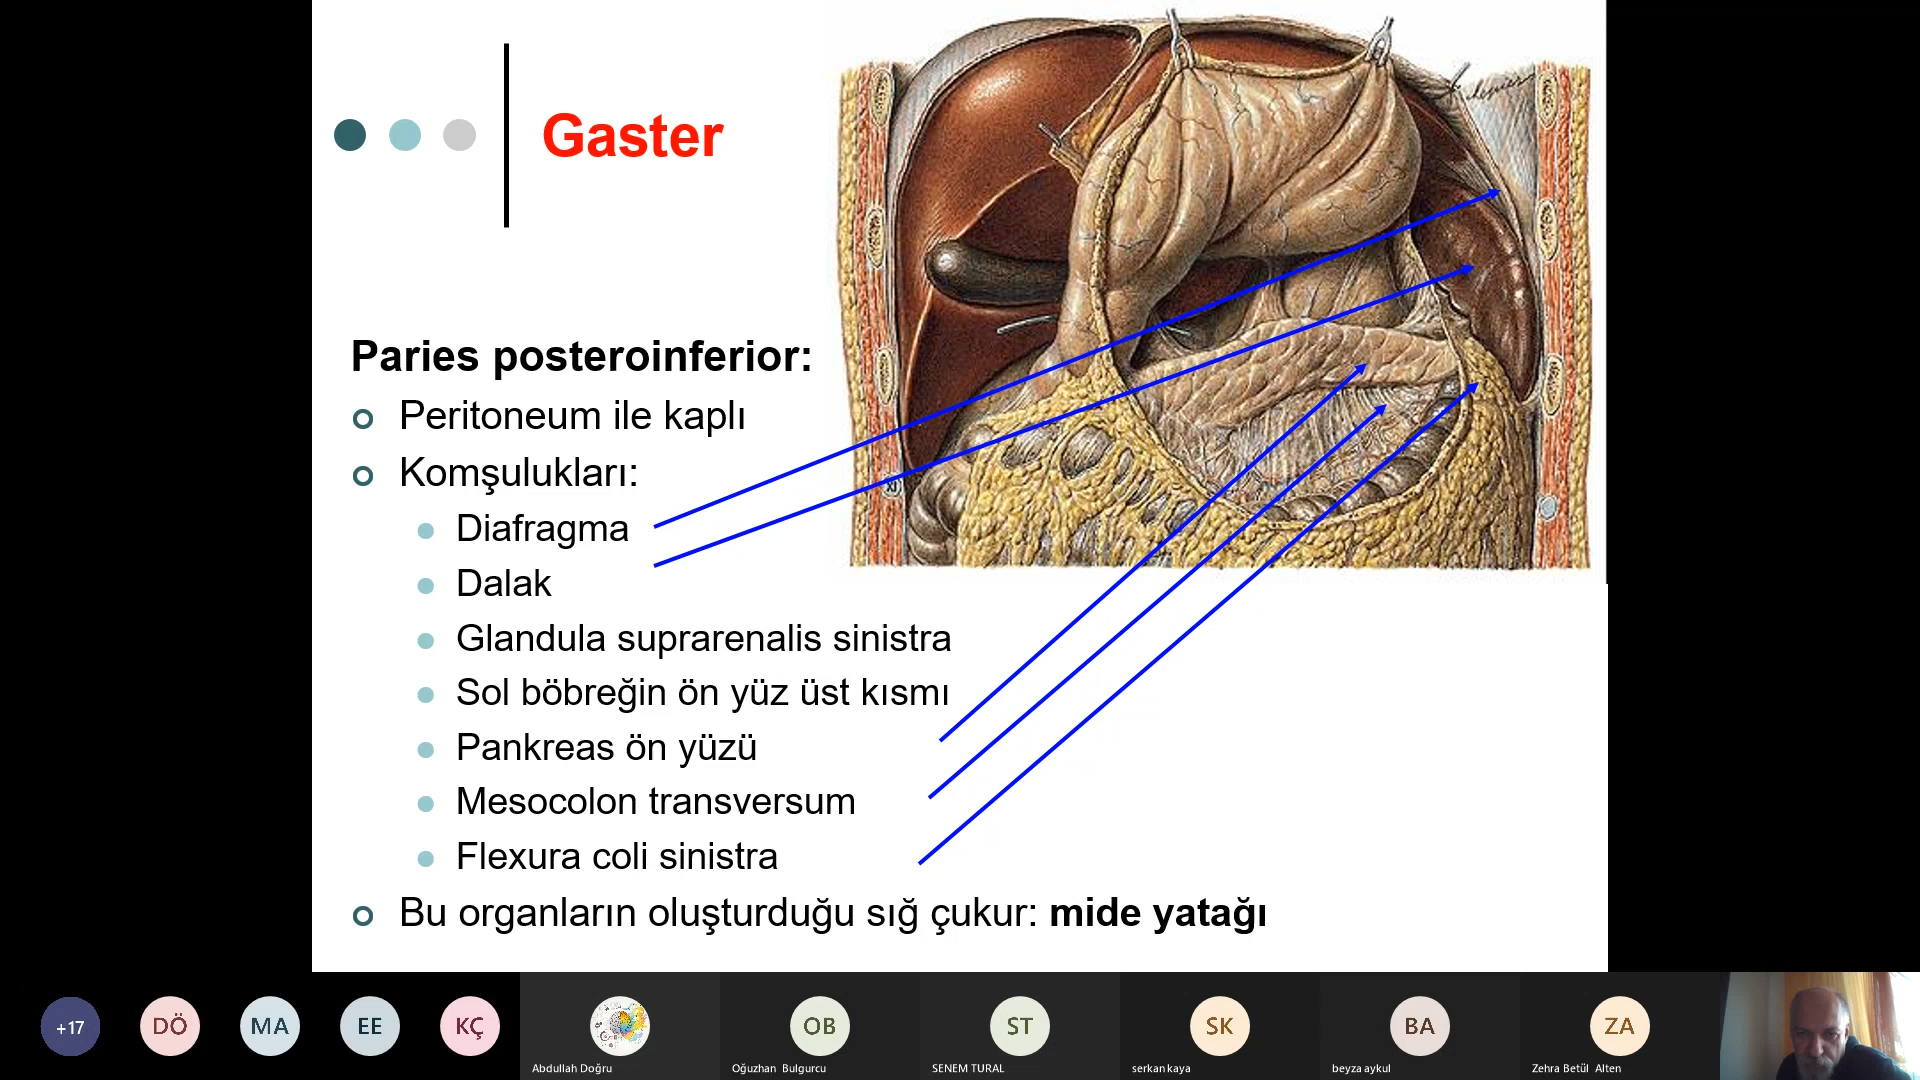 Gaster
Paries posteroinferior:
Peritoneum ile kaplı
Komşulukları:
Diafragma
Dalak
Glandula suprarenalis sinistra
Sol böbreğin ön yüz üst kısmı
Pankreas ön yüzü
Mesocolon transversum
Flexura coli sinistra
Bu organların oluşturduğu sığ çukur: mide yatağı
XI
+17
DÖ
MA
EE
KÇ
OB
ST
SK
BA
ZA
Abdullah Doğru
Oğuzhan Bulgurcu
SENEM TURAL
serkan kaya
beyza aykul
Zehra Betül Alten